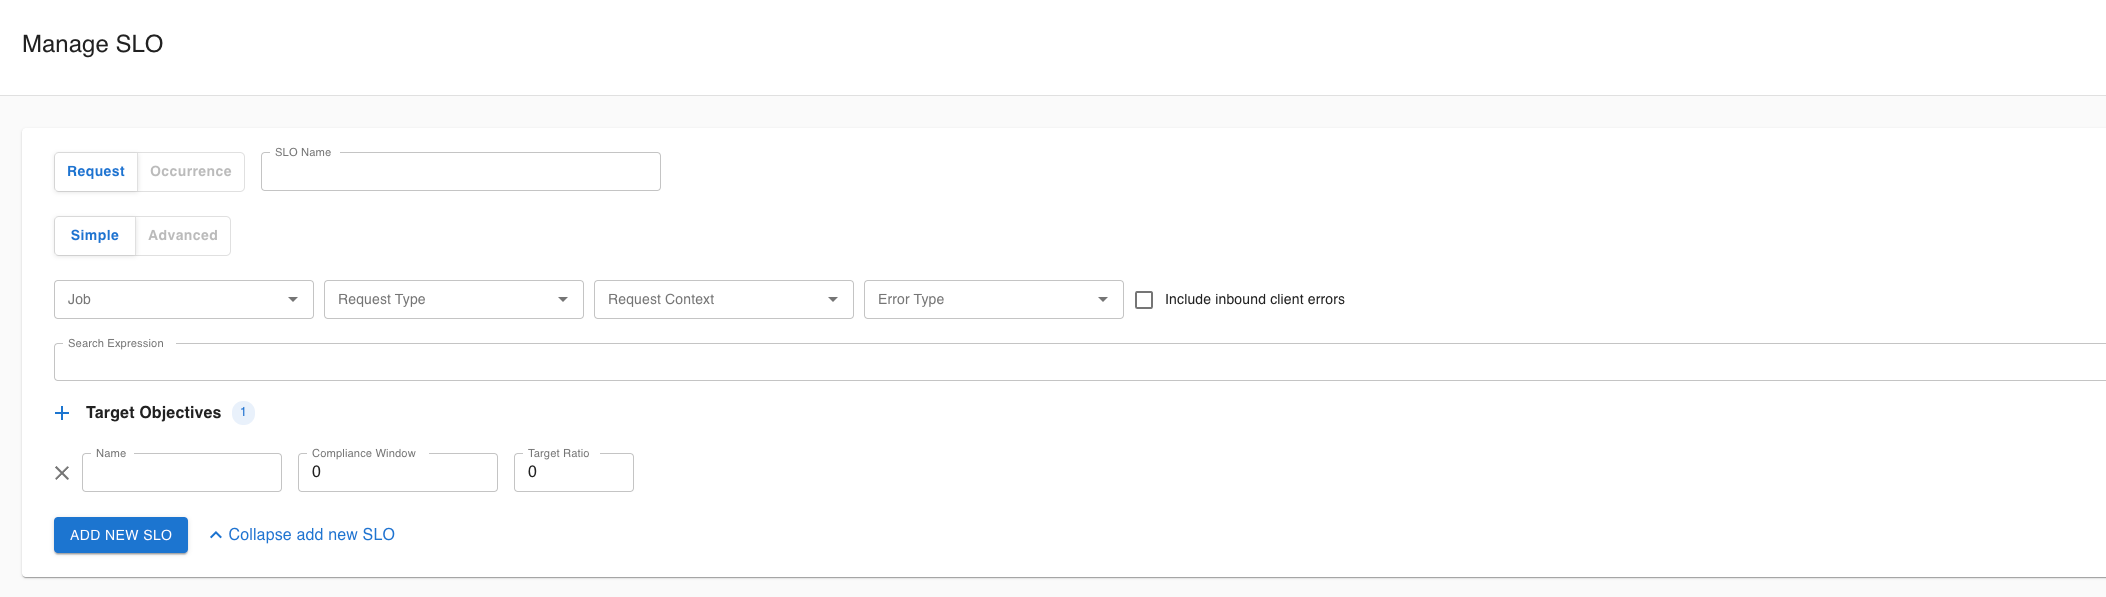 Manage SLO
Request Occurrence SLO Name
Simple Advanced
Job Request Type Request Context Error Type Include inbound client errors
Search Expression
Target Objectives 1
Name Compliance Window Target Ratio
0 0
ADD NEW SLO Collapse add new SLO